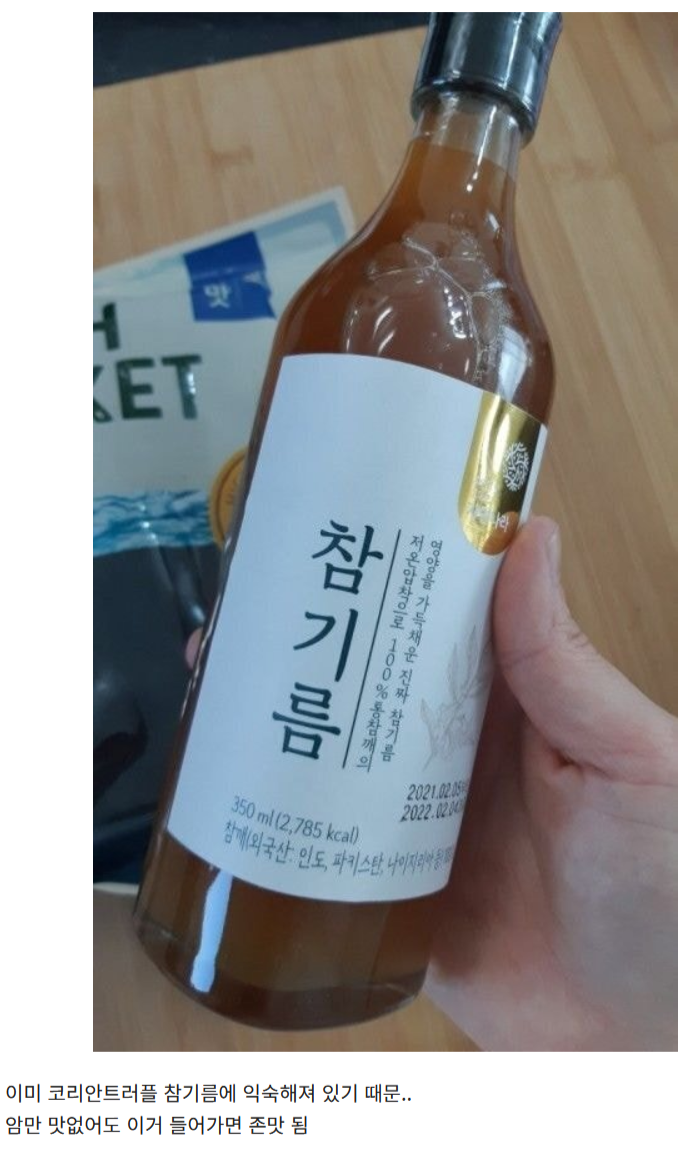 맛
H
KET
참기름
저온압착으로 100% 통참깨의
영양을 가득 채운 진짜 참기름
2021.02.05
2022.02.04
350 ml (2,785 kcal)
참깨(외국산: 인도, 파키스탄, 나이지리아 등
이미 코리안트러플 참기름에 익숙해져 있기 때문..
암만 맛없어도 이거 들어가면 존맛 됨